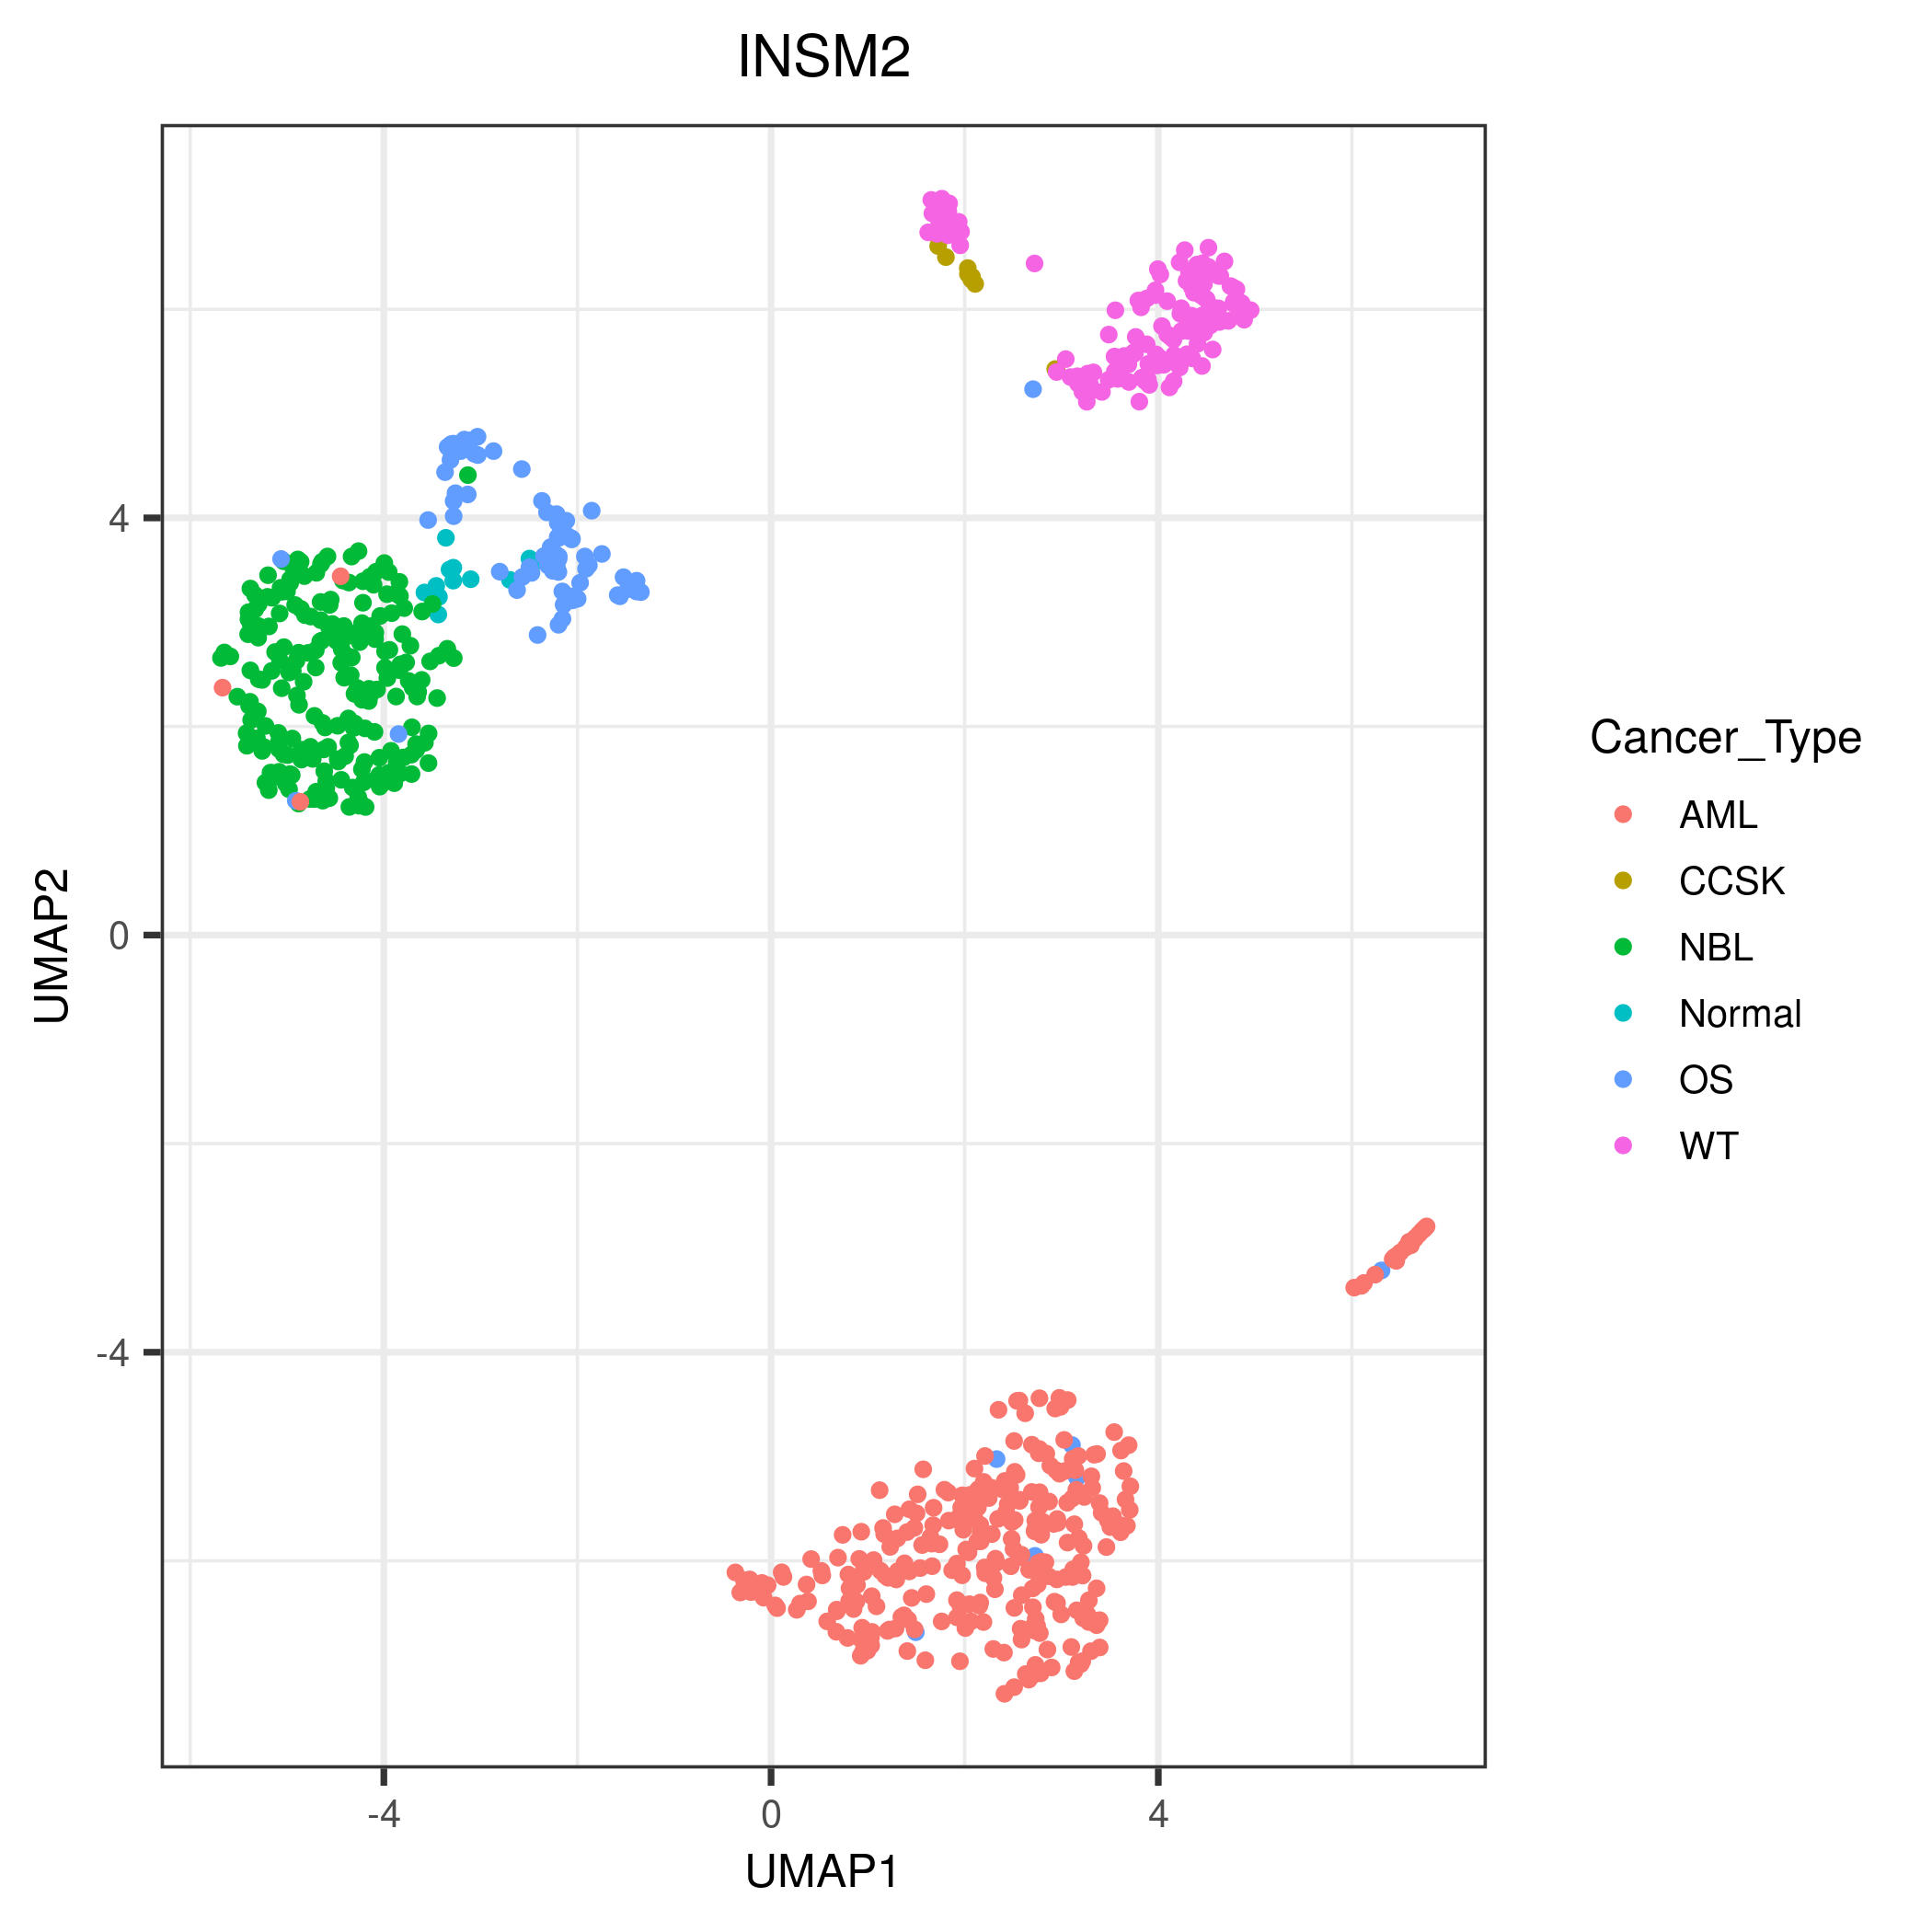 INSM2
UMAP2
4
0
-4
-4
0
4
UMAP1
Cancer_Type
AML
CCSK
NBL
Normal
OS
WT